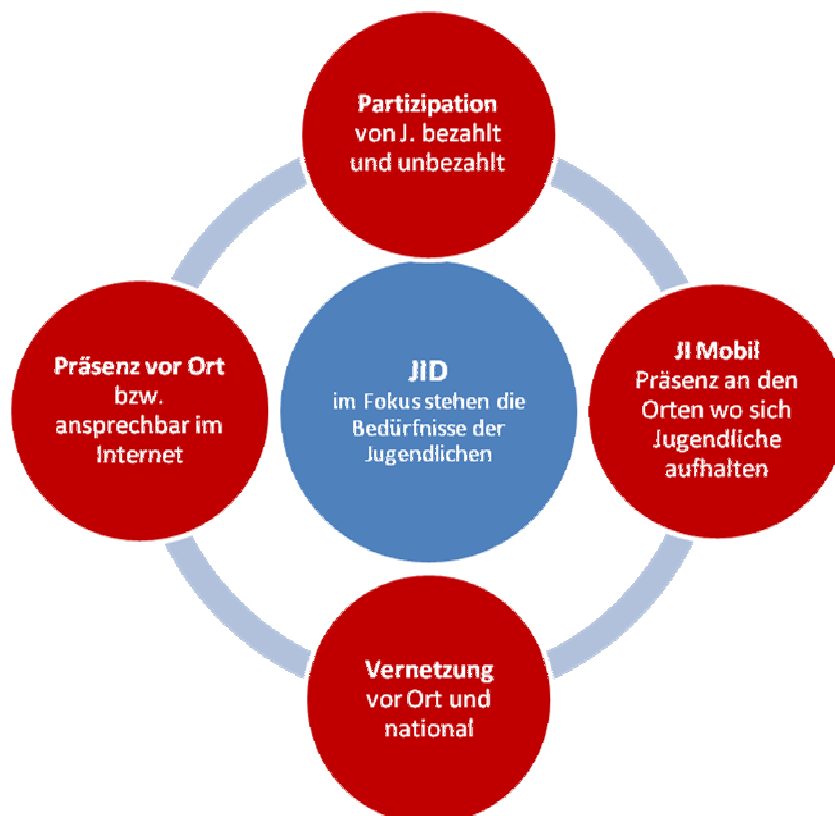 Partizipation
von J. bezahlt
und unbezahlt
Präsenz vor Ort
bzw.
ansprechbar im
Internet
JID
im Fokus stehen die
Bedürfnisse der
Jugendlichen
JI Mobil
Präsenz an den
Orten wo sich
Jugendliche
aufhalten
Vernetzung
vor Ort und
national